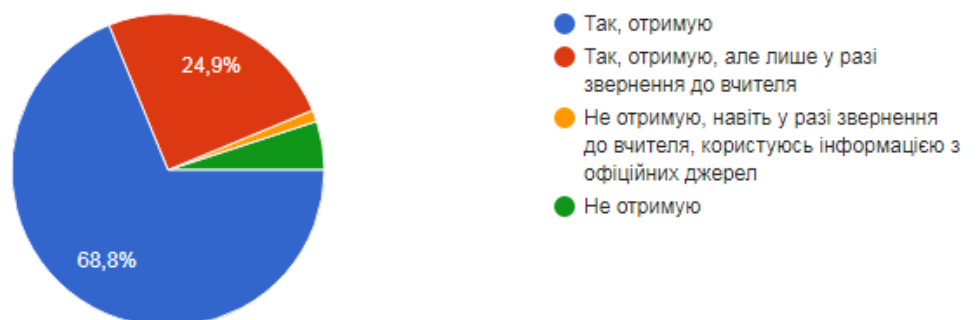 24,9%
68,8%
Так, отримую
Так, отримую, але лише у разі
звернення до вчителя
Не отримую, навіть у разі звернення
до вчителя, користуюсь інформацією з
офіційних джерел
Не отримую